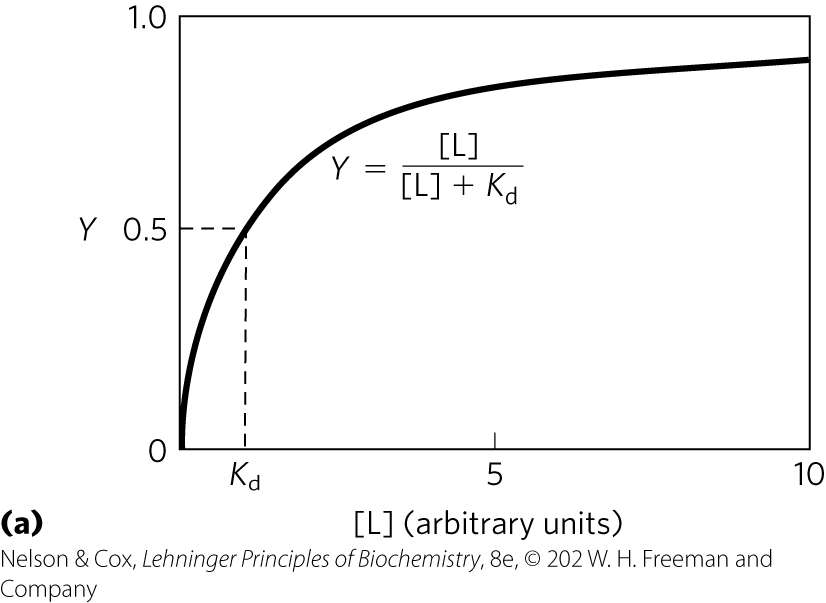 1.0
Y = [L] / [L] + Kd
Y 0.5
0
Kd 5 10
(a) [L] (arbitrary units)
Nelson & Cox, Lehninger Principles of Biochemistry, 8e, © 202 W. H. Freeman and
Company